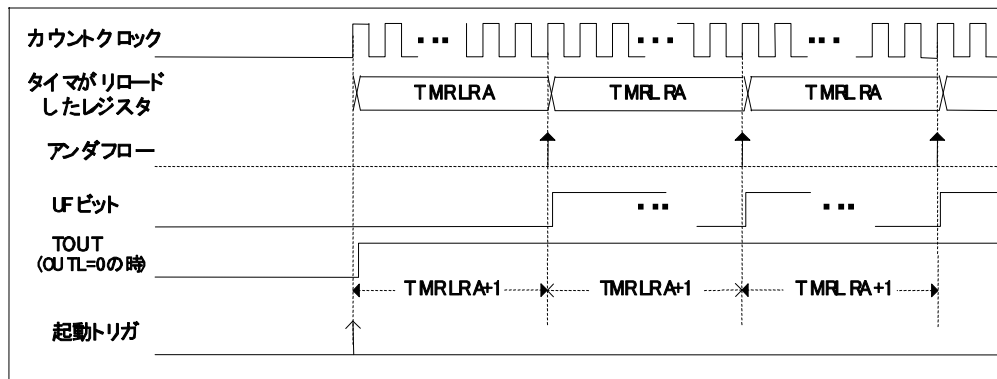 カウントクロック
タイマがリロード
したレジスタ
TMRLRA TMRLRA TMRLRA
アンダフロー
UFビット
TOUT
(OUTL=0の時)
TMRLRA+1 TMRLRA+1 TMRLRA+1
起動トリガ